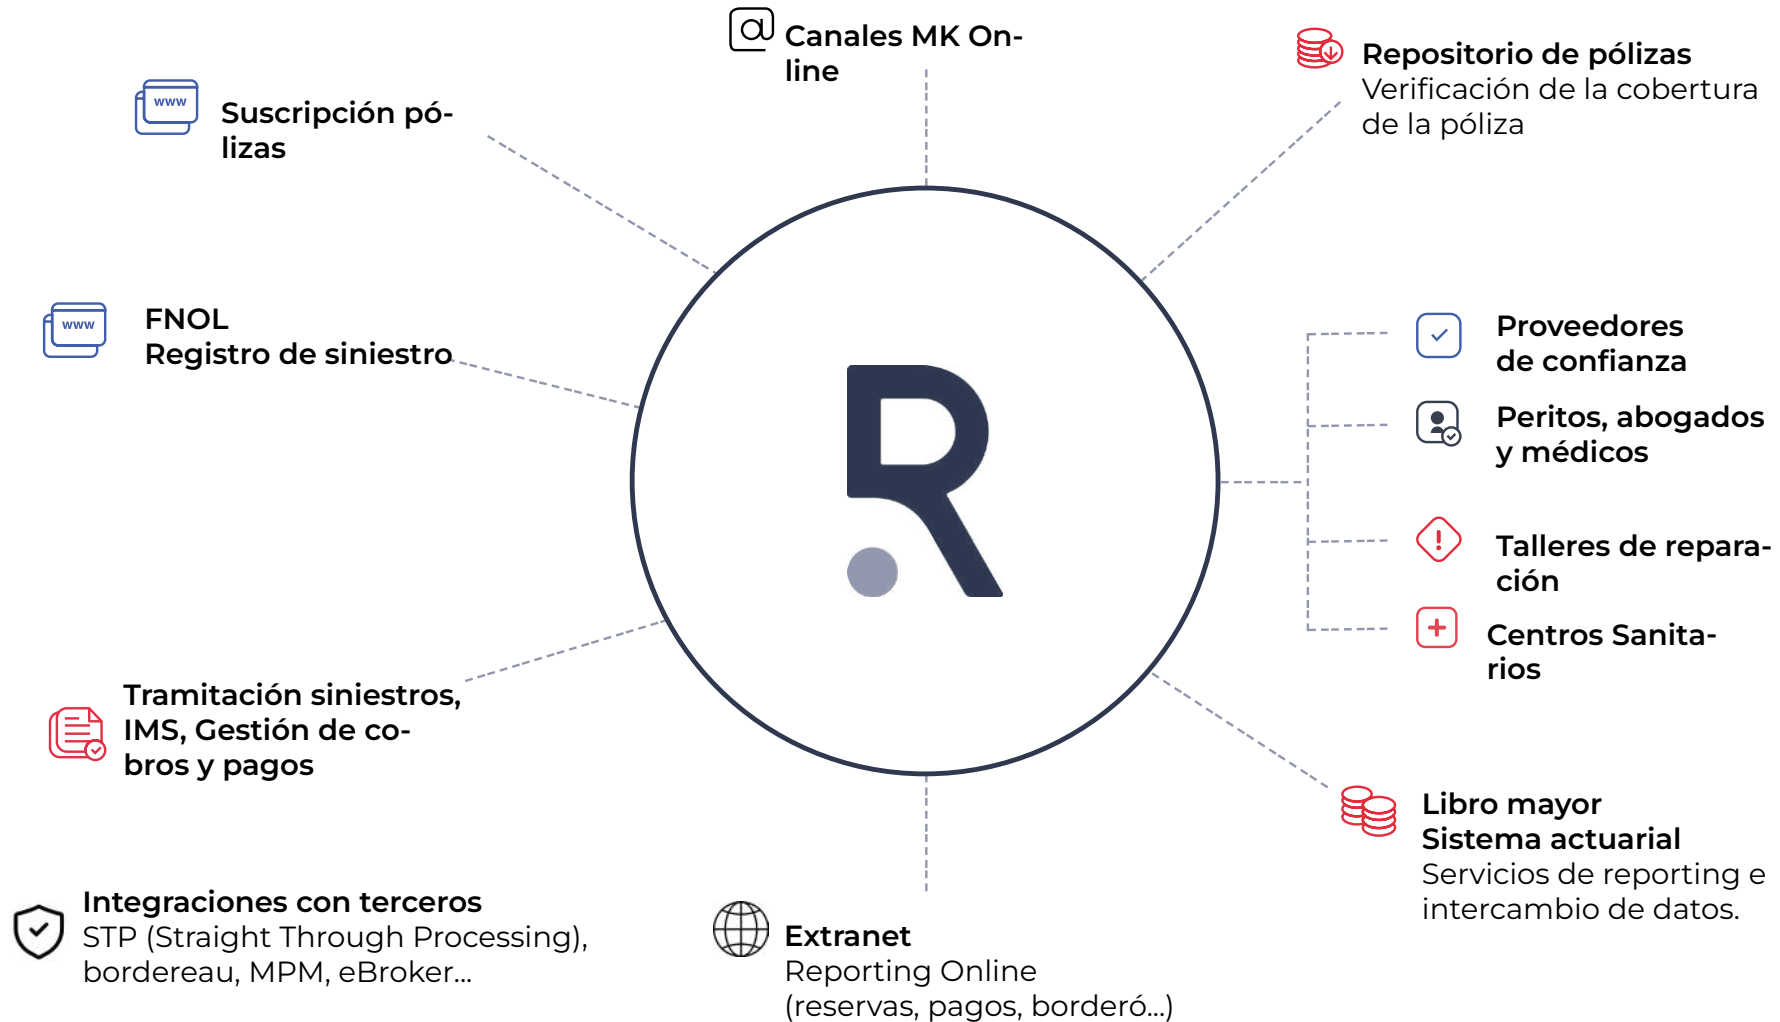 Canales MK On-
line
Repositorio de pólizas
Verificación de la cobertura
de la póliza
www
Suscripción pó-
lizas
www
FNOL
Registro de siniestro
Proveedores
de confianza
Peritos, abogados
y médicos
Talleres de repara-
ción
Centros Sanita-
rios
R
Tramitación siniestros,
IMS, Gestión de co-
bros y pagos
Libro mayor
Sistema actuarial
Servicios de reporting e
intercambio de datos.
Integraciones con terceros
STP (Straight Through Processing),
bordereau, MPM, eBroker...
Extranet
Reporting Online
(reservas, pagos, borderó...)